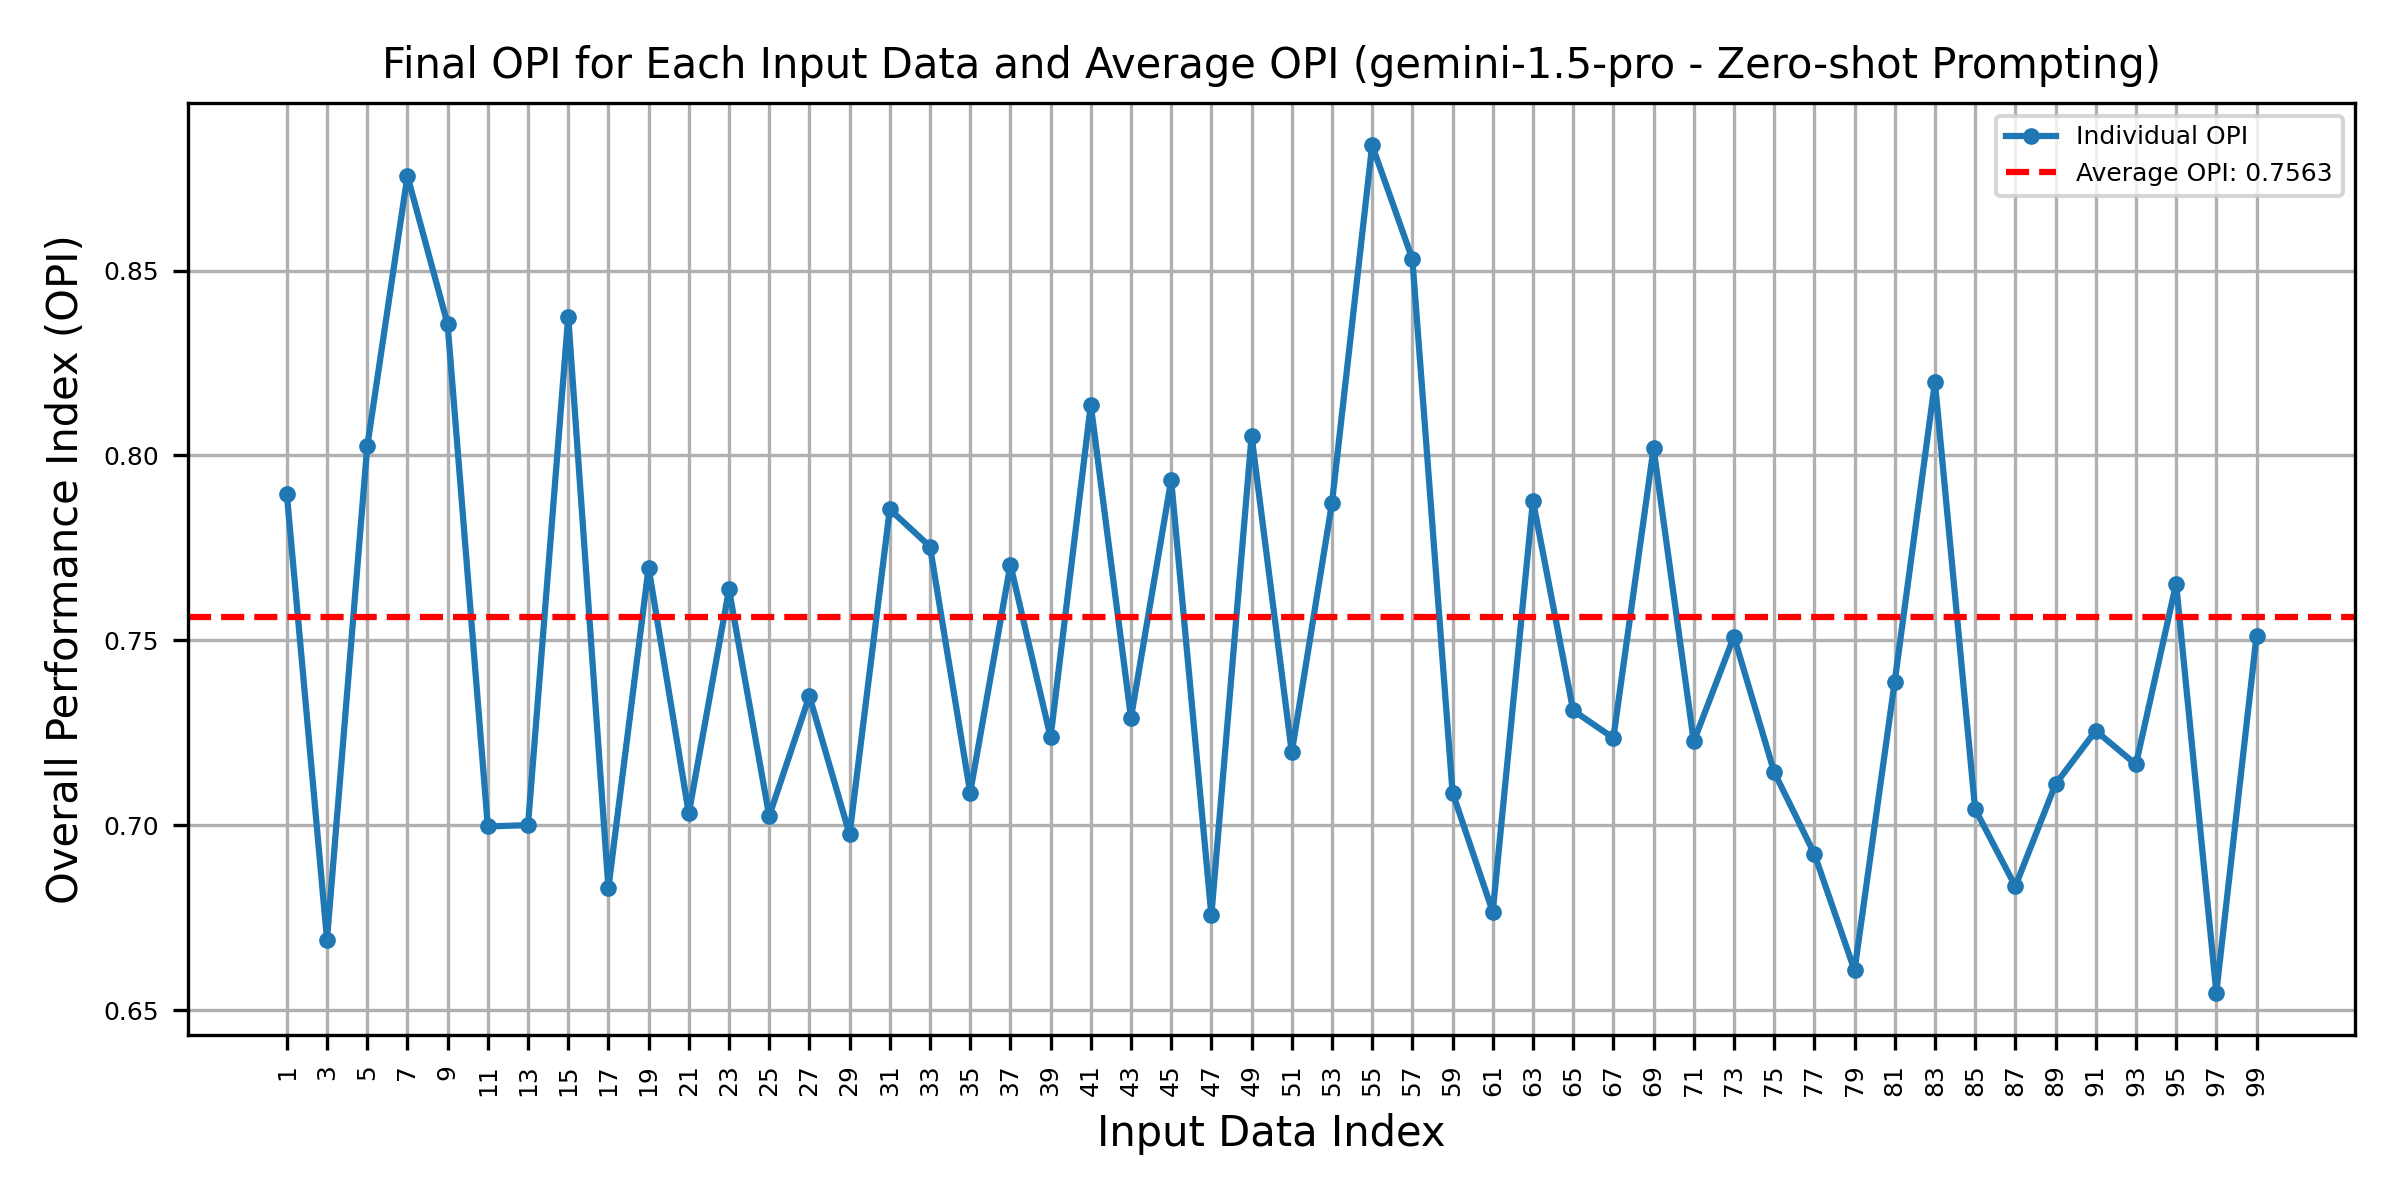 Final OPI for Each Input Data and Average OPI (gemini-1.5-pro - Zero-shot Prompting)
Individual OPI
Average OPI: 0.7563
Overall Performance Index (OPI)
0.85
0.80
0.75
0.70
0.65
1 3 5 7 9 11 13 15 17 19 21 23 25 27 29 31 33 35 37 39 41 43 45 47 49 51 53 55 57 59 61 63 65 67 69 71 73 75 77 79 81 83 85 87 89 91 93 95 97 99
Input Data Index